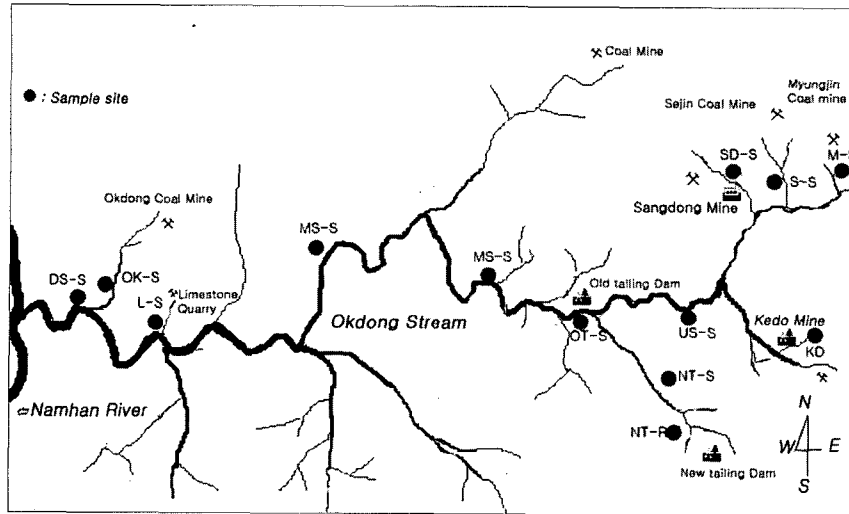 Coal Mine
Myungjin
Coal mine
● : Sample site
Sejin Coal Mine
SD-S
M-S
S-S
Okdong Coal Mine
Sangdong Mine
MS-S
MS-S
OK-S
DS-S
Old tailing Dam
L-S
Limestone
Quarry
Okdong Stream
OT-S
US-S
Kedo Mine
KD
NT-S
⇦Namhan River
N
NT-R
W
E
New tailing Dam
S